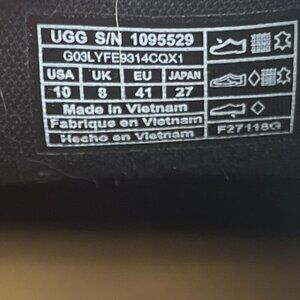 UGG S/N 1095529
G03LYFE9314CQX1
USA UK EU JAPAN
10 8 41 27
Made in Vietnam
Fabriqué en Vietnam
Hecho en Vietnam
F27118G